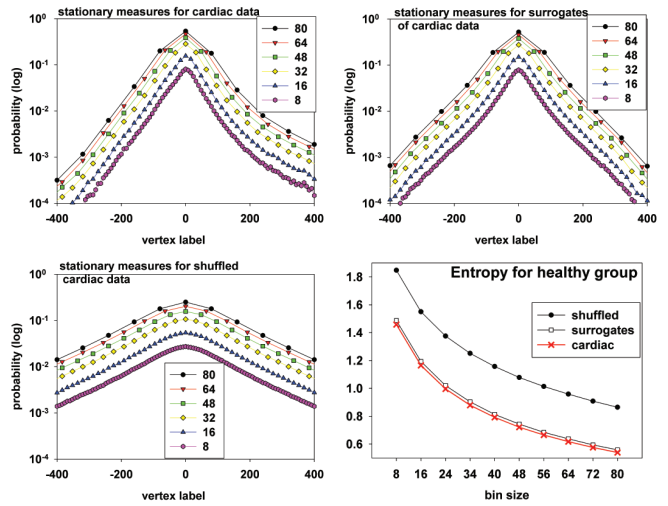 stationary measures for cardiac data
10^0
10^-1
10^-2
10^-3
10^-4
probability (log)
80
64
48
32
16
8
-400 -200 0 200 400
vertex label
stationary measures for surrogates
of cardiac data
10^0
10^-1
10^-2
10^-3
10^-4
probability (log)
80
64
48
32
16
8
-400 -200 0 200 400
vertex label
stationary measures for shuffled
cardiac data
10^0
10^-1
10^-2
10^-3
10^-4
probability (log)
80
64
48
32
16
8
-400 -200 0 200 400
vertex label
Entropy for healthy group
1.8
1.6
1.4
1.2
1.0
0.8
0.6
shuffled
surrogates
cardiac
8 16 24 34 40 48 56 64 72 80
bin size